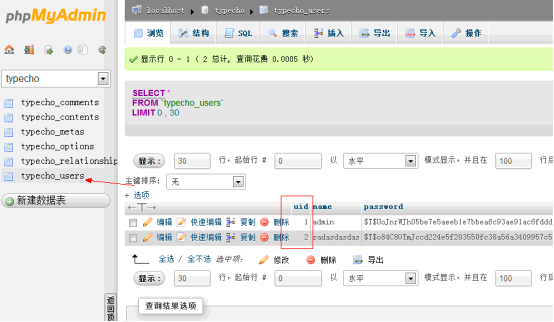 phpMyAdmin
localhost ▸ typecho ▸ typecho_users
浏览 结构 SQL 搜索 插入 导出 导入 操作
显示行 0 - 1 ( 2 总计, 查询花费 0.0005 秒)
SELECT *
FROM `typecho_users`
LIMIT 0 , 30
typecho
typecho_comments
typecho_contents
typecho_metas
typecho_options
typecho_relationship
typecho_users
新建数据表
显示: 30 行, 起始行 # 0 以 水平 模式显示, 并且在 100 行后
主键排序: 无
+ 选项
←T→ uid name password
编辑 快速编辑 复制 删除 1 admin
编辑 快速编辑 复制 删除 2 sadasdasdas
全选 / 全不选 选中项: 修改 删除 导出
显示: 30 行, 起始行 # 0 以 水平 模式显示, 并且在 100 行后
查询结果选项
返回顶